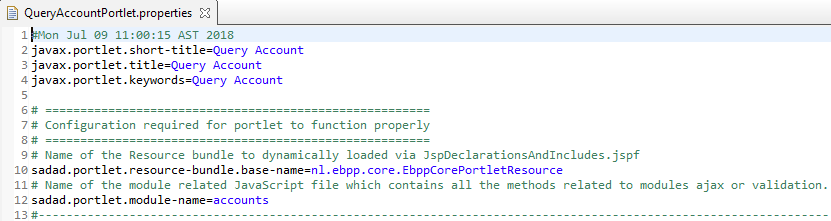 QueryAccountPortlet.properties
1 #Mon Jul 09 11:00:15 AST 2018
2 javax.portlet.short-title=Query Account
3 javax.portlet.title=Query Account
4 javax.portlet.keywords=Query Account
5
6 # =====================================================
7 # Configuration required for portlet to function properly
8 # =====================================================
9 # Name of the Resource bundle to dynamically loaded via JspDeclarationsAndIncludes.jspf
10 sadad.portlet.resource-bundle.base-name=nl.ebpp.core.EbppCorePortletResource
11 # Name of the module related JavaScript file which contains all the methods related to modules ajax or validation.
12 sadad.portlet.module-name=accounts
13 #------------------------------------------------------------------------------------------------------------------